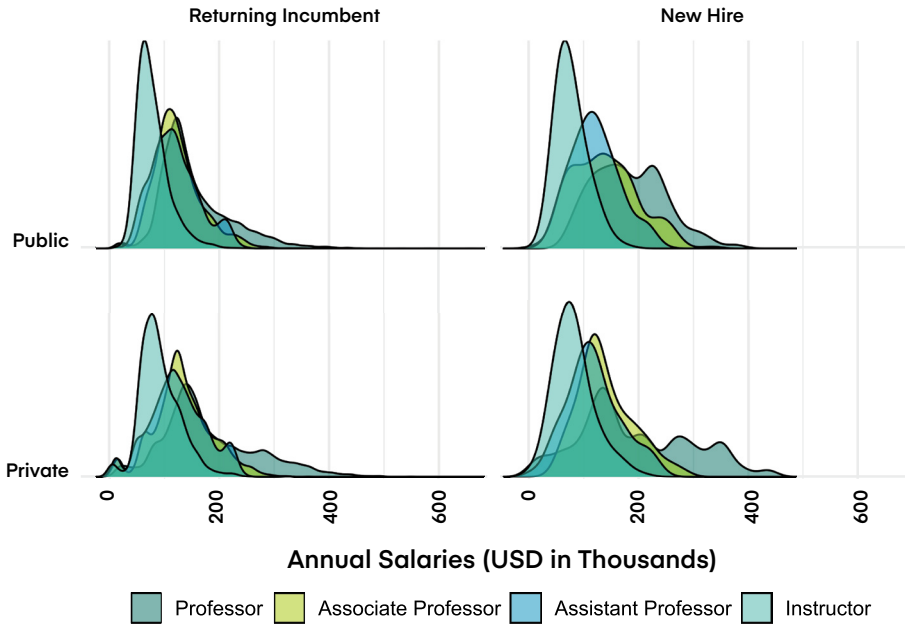 Returning Incumbent New Hire
Public
Private
0 200 400 600 0 200 400 600
Annual Salaries (USD in Thousands)
Professor Associate Professor Assistant Professor Instructor